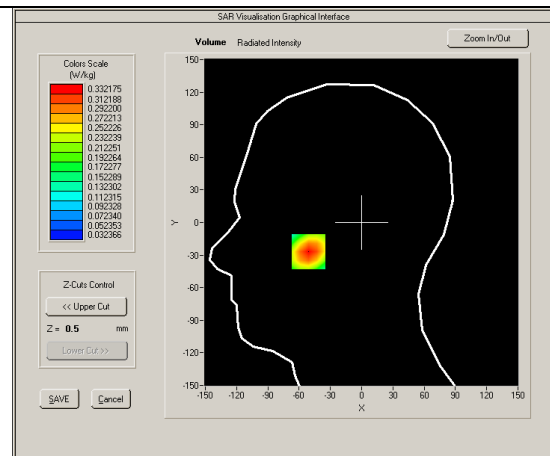 SAR Visualisation Graphical Interface
Volume Radiated Intensity
Zoom In/Out
Colors Scale
(W/kg)
0.332175
0.312188
0.292200
0.272213
0.252226
0.232239
0.212251
0.192264
0.172277
0.152289
0.132302
0.112315
0.092328
0.072340
0.052353
0.032366
Z-Cuts Control
<< Upper Cut
Z = 0.5 mm
Lower Cut >>
SAVE Cancel
150
120
90
60
30
0
-30
-60
-90
-120
-150
Y
-150 -120 -90 -60 -30 0 30 60 90 120 150
X